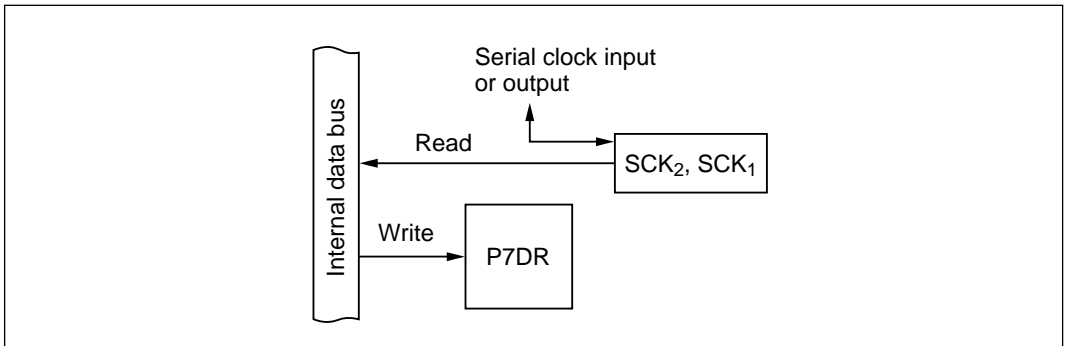 Serial clock input
or output
Internal data bus
Read
SCK₂, SCK₁
Write
P7DR